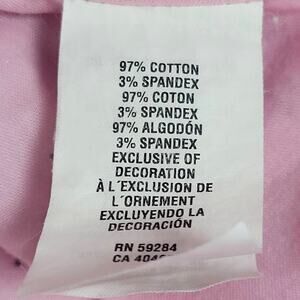 97% COTTON
3% SPANDEX
97% COTON
3% SPANDEX
97% ALGODÓN
3% SPANDEX
EXCLUSIVE OF
DECORATION
À L'EXCLUSION DE
L'ORNEMENT
EXCLUYENDO LA
DECORACIÓN
RN 59284
CA